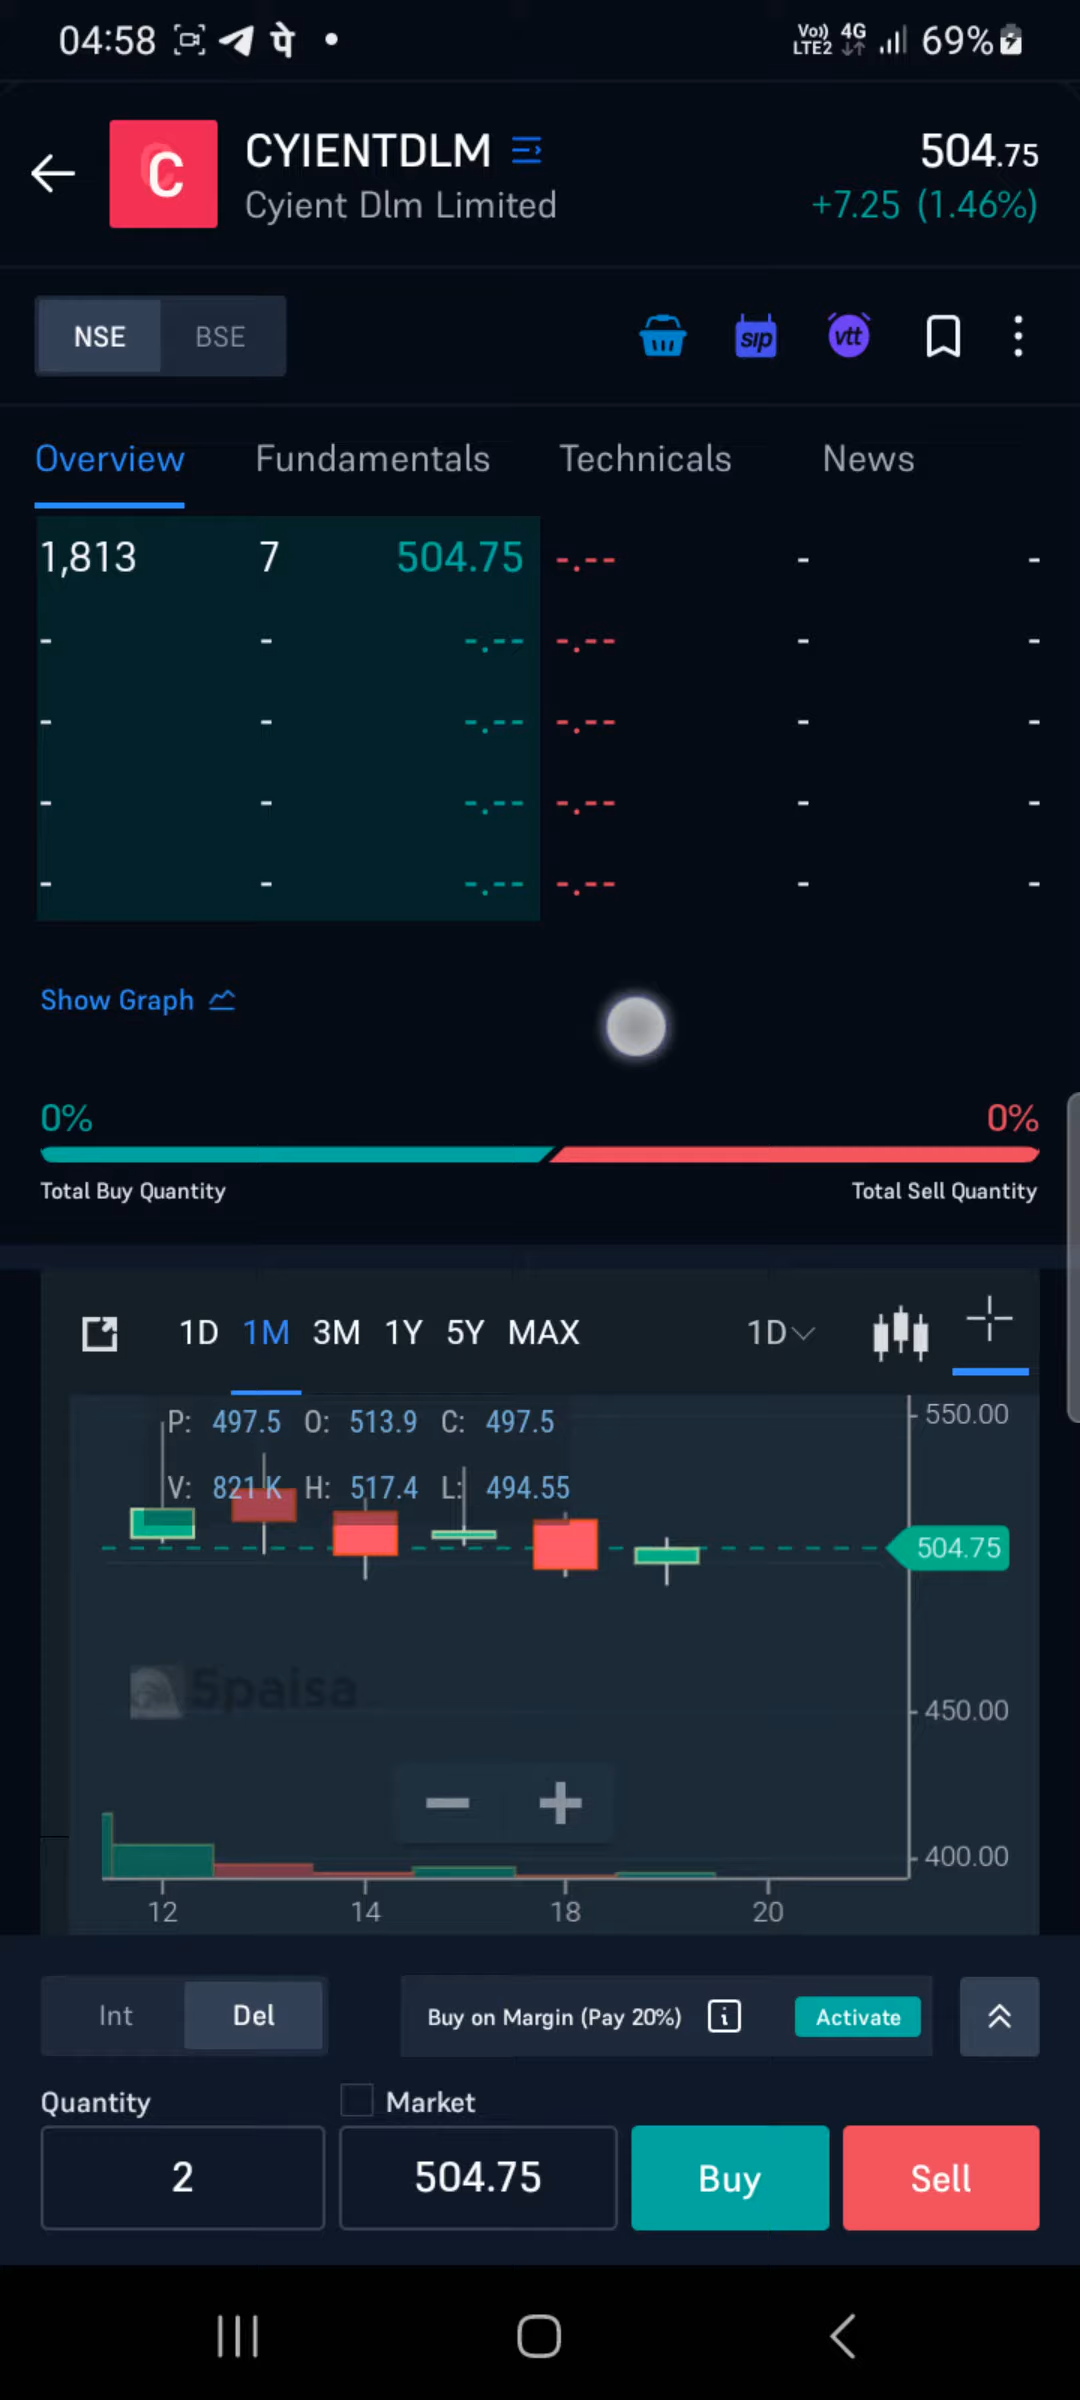 04:58 पे • Vo)) LTE2 4G 69%
C CYIENTDLM 504.75
Cyient Dlm Limited +7.25 (1.46%)
NSE BSE sip vtt
Overview Fundamentals Technicals News
1,813 7 504.75 -.-- - -
- - -.-- -.-- - -
- - -.-- -.-- - -
- - -.-- -.-- - -
- - -.-- -.-- - -
Show Graph
0% 0%
Total Buy Quantity Total Sell Quantity
1D 1M 3M 1Y 5Y MAX 1D
550.00
P: 497.5 O: 513.9 C: 497.5
V: 821 K H: 517.4 L: 494.55
504.75
5paisa
450.00
400.00
12 14 18 20
Int Del Buy on Margin (Pay 20%) i Activate
Quantity Market
2 504.75 Buy Sell